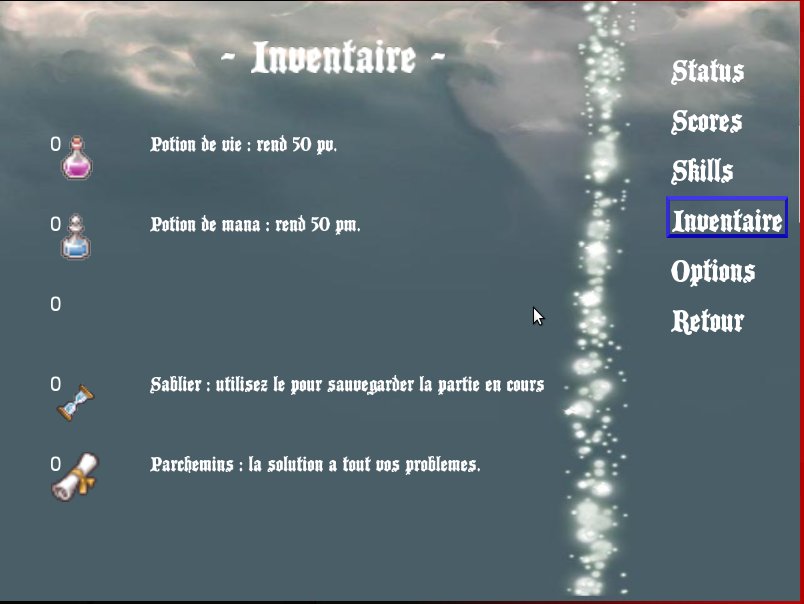 - Inventaire -
0 Potion de vie : rend 50 pv.
0 Potion de mana : rend 50 pm.
0
0 Sablier : utilisez le pour sauvegarder la partie en cours
0 Parchemins : la solution a tout vos problemes.
Status
Scores
Skills
Inventaire
Options
Retour